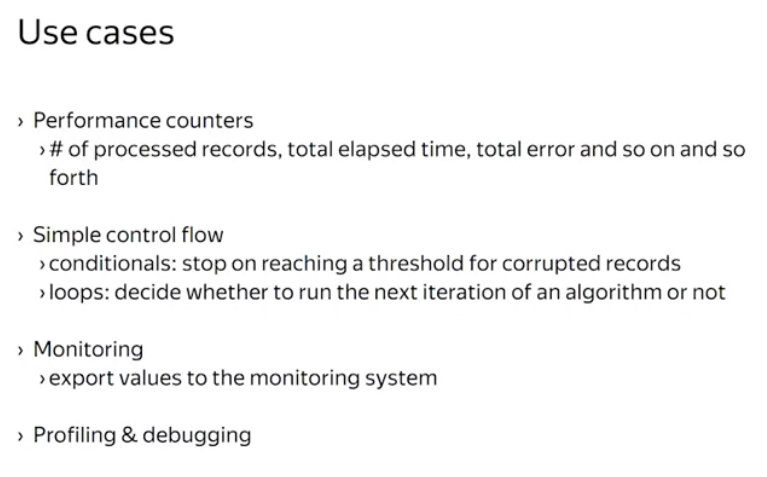 Use cases
› Performance counters
› # of processed records, total elapsed time, total error and so on and so
forth
› Simple control flow
› conditionals: stop on reaching a threshold for corrupted records
› loops: decide whether to run the next iteration of an algorithm or not
› Monitoring
› export values to the monitoring system
› Profiling & debugging